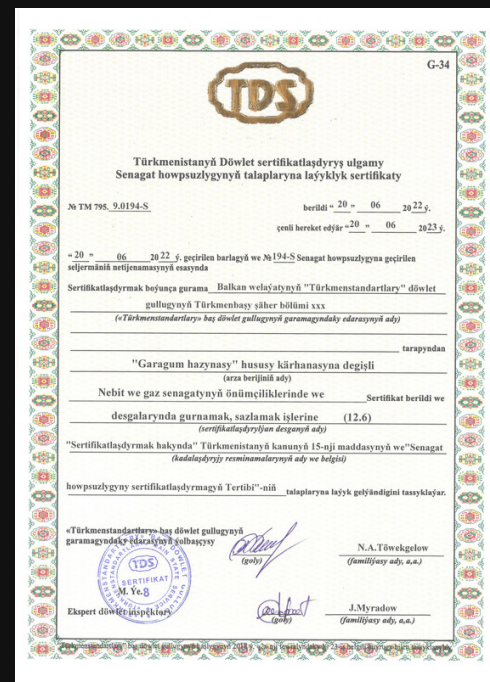 G-34
TDS
Türkmenistanyň Döwlet sertifikatlaşdyryş ulgamy
Senagat howpsuzlygynyň talaplaryna laýyklyk sertifikaty
№ TM 795. 9.0194-S
berildi “ 20 ” 06 2022 ý.
çenli hereket edýär “20 ” 06 2023 ý.
“ 20 ” 06 2022 ý. geçirilen barlagyň we № 194-S Senagat howpsuzlygyna geçirilen
seljermäniň netijenamasynyň esasynda
Sertifikatlaşdyrmak boýunça gurama Balkan welaýatynyň "Türkmenstandartlary" döwlet
gullugynyň Türkmenbaşy şäher bölümi xxx
(«Türkmenstandartlary» baş döwlet gullugynyň garamagyndaky edarasynyň ady)
tarapyndan
"Garagum hazynasy" hususy kärhanasyna degişli
(arza berijiniň ady)
Nebit we gaz senagatynyň önümçiliklerinde we Sertifikat berildi we
desgalarynda gurnamak, sazlamak işlerine (12.6)
(sertifikatlaşdyrylýan desganyň ady)
"Sertifikatlaşdyrmak hakynda" Türkmenistanyň kanunyň 15-nji maddasynyň we"Senagat
(kadalaşdyryjy resminamalarynyň ady we belgisi)
howpsuzlygyny sertifikatlaşdyrmagyň Tertibi"-niň talaplaryna laýyk gelýändigini tassyklaýar.
«Türkmenstandartlary» baş döwlet gullugynyň
garamagyndaky edarasynyň ýolbaşçysy
(goly)
N.A.Töwekgelow
(familiýasy ady, a.a.)
TDS
SERTIFIKAT
M. Ýe. 8
Ekspert döwlet inspektory
(goly)
J.Myradow
(familiýasy ady, a.a.)